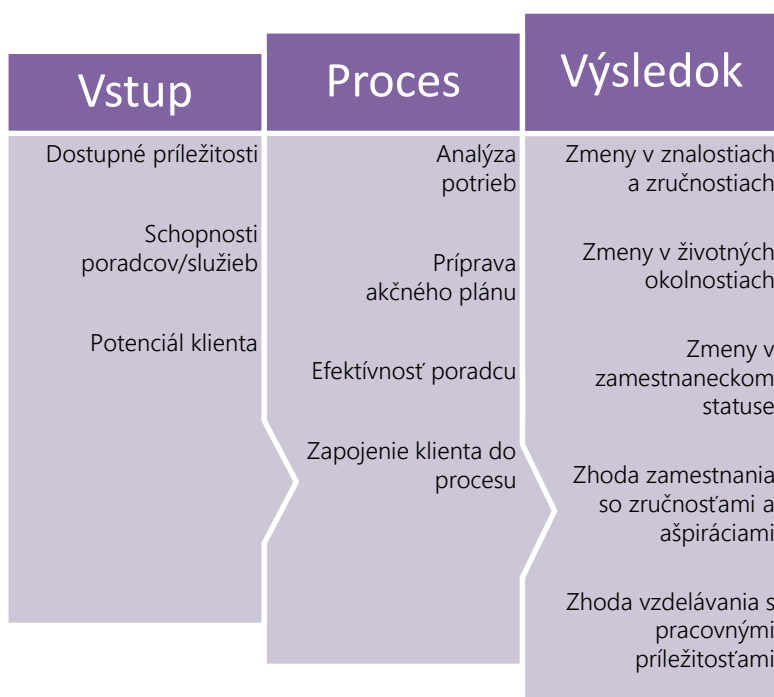 Vstup
Dostupné príležitosti
Schopnosti
poradcov/služieb
Potenciál klienta
Proces
Analýza
potrieb
Príprava
akčného plánu
Efektívnosť poradcu
Zapojenie klienta do
procesu
Výsledok
Zmeny v znalostiach
a zručnostiach
Zmeny v životných
okolnostiach
Zmeny v
zamestnaneckom
statuse
Zhoda zamestnania
so zručnosťami a
ašpiráciami
Zhoda vzdelávania s
pracovnými
príležitosťami